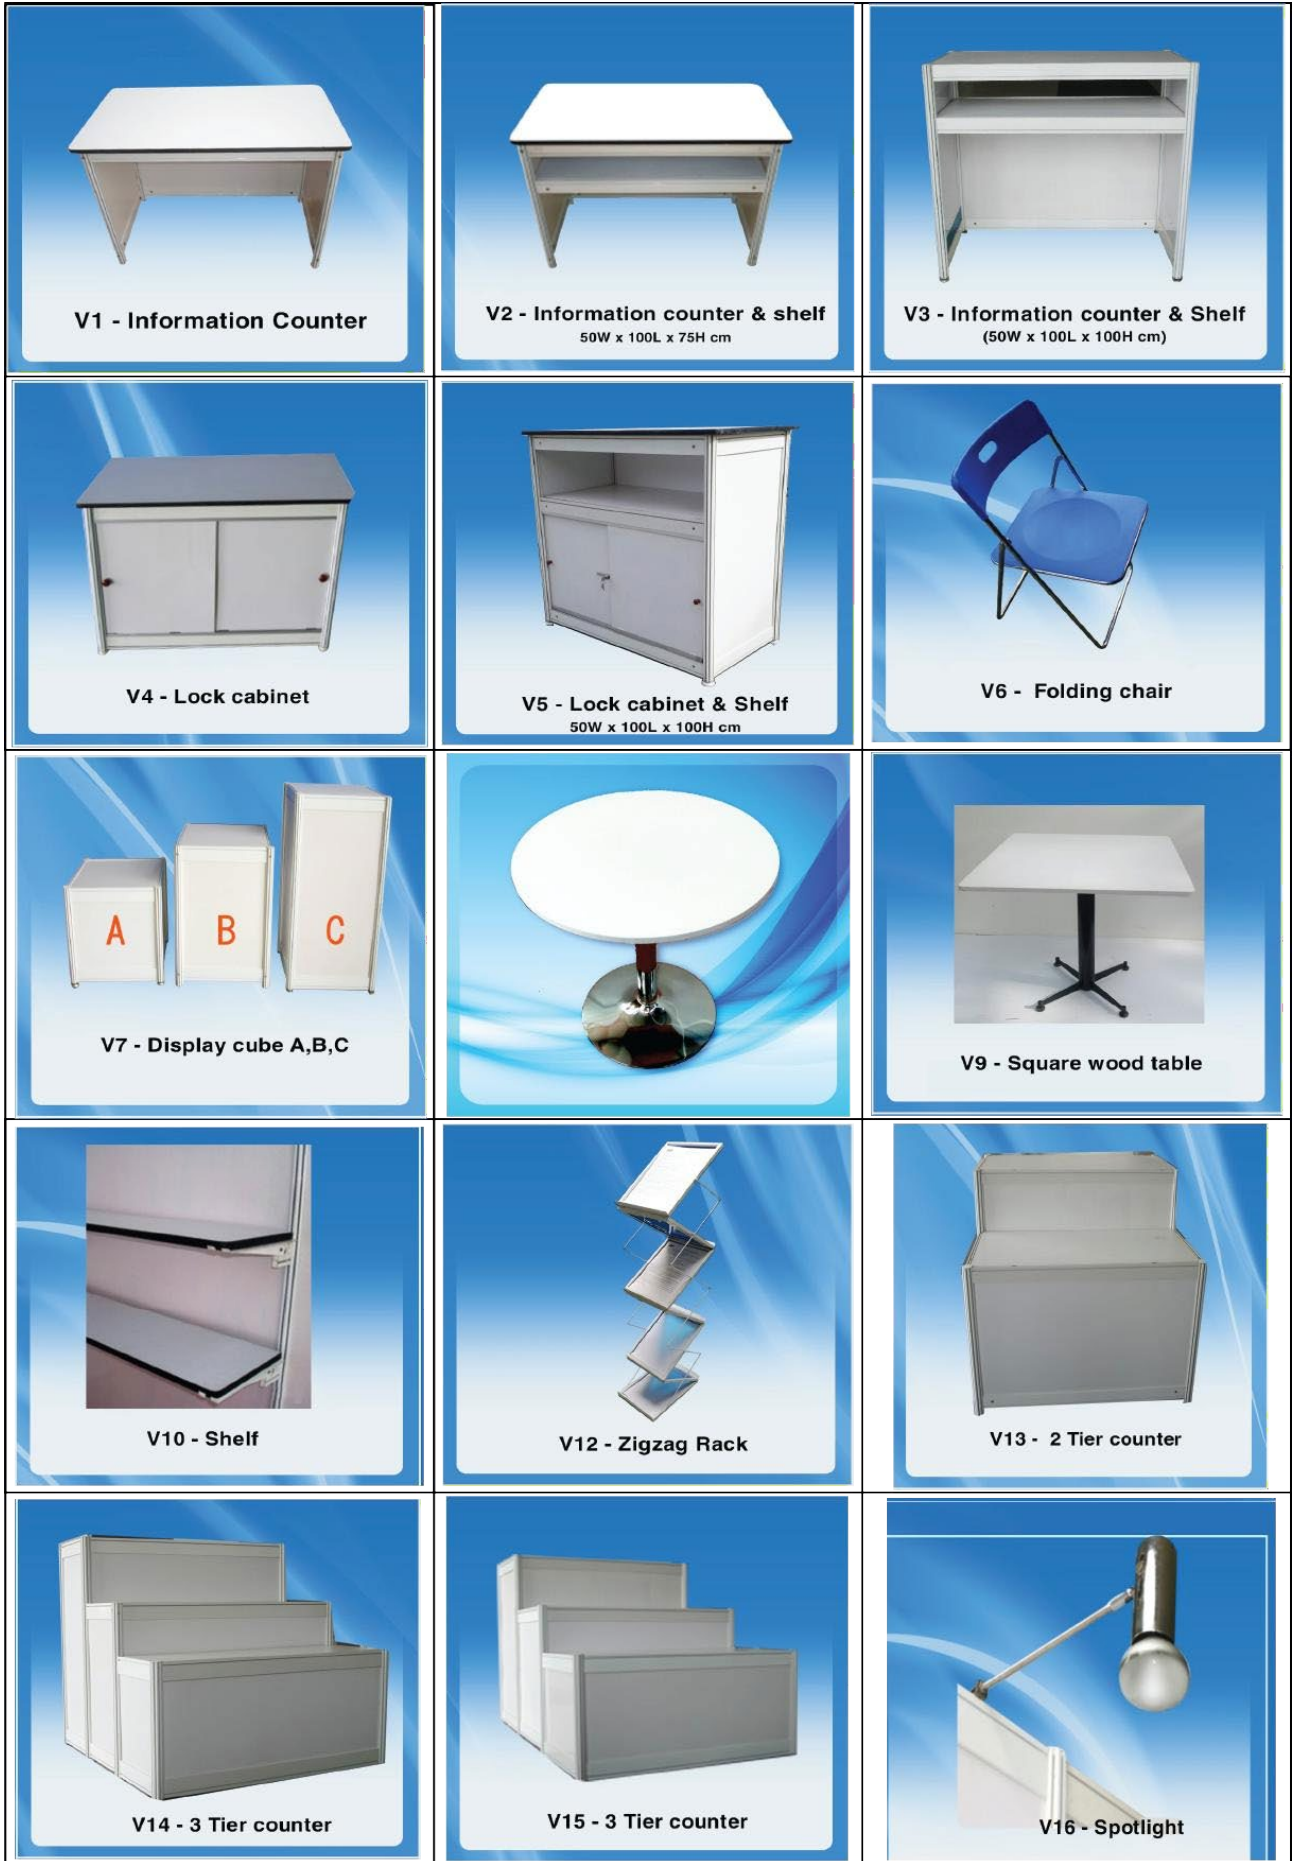 V1 - Information Counter
V2 - Information counter & shelf
50W x 100L x 75H cm
V3 - Information counter & Shelf
(50W x 100L x 100H cm)
V4 - Lock cabinet
V5 - Lock cabinet & Shelf
50W x 100L x 100H cm
V6 - Folding chair
A
B
C
V7 - Display cube A,B,C
V9 - Square wood table
V10 - Shelf
V12 - Zigzag Rack
V13 - 2 Tier counter
V14 - 3 Tier counter
V15 - 3 Tier counter
V16 - Spotlight